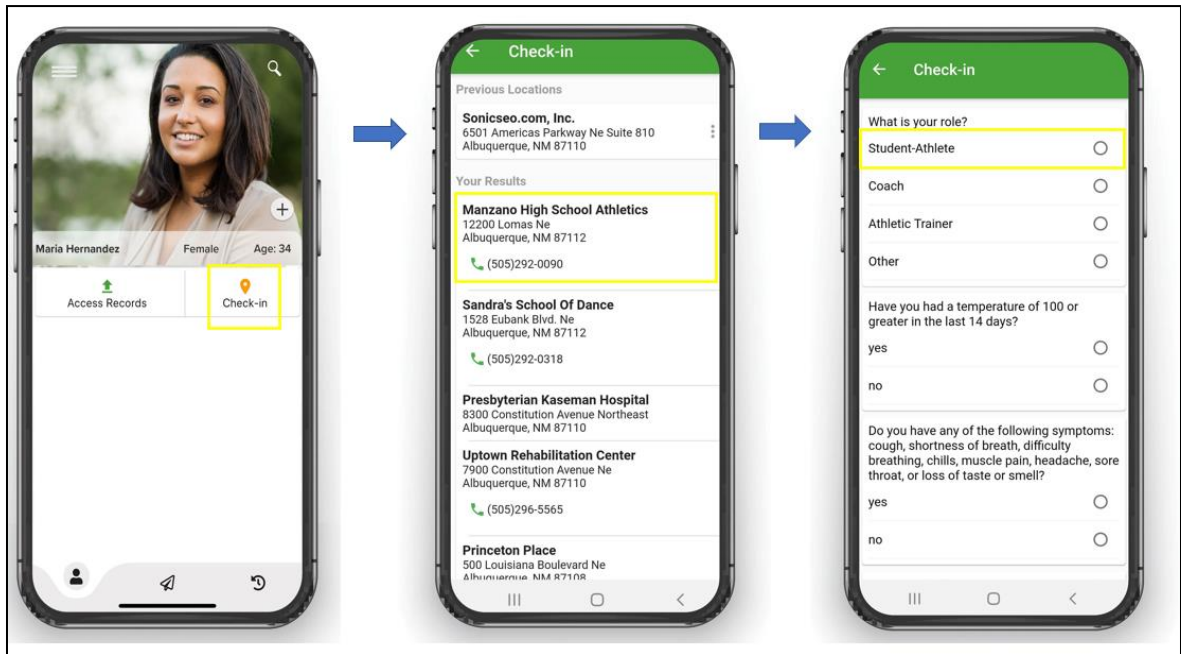 Maria Hernandez Female Age: 34
Access Records Check-in
Check-in
Previous Locations
Sonicseo.com, Inc.
6501 Americas Parkway Ne Suite 810
Albuquerque, NM 87110
Your Results
Manzano High School Athletics
12200 Lomas Ne
Albuquerque, NM 87112
(505)292-0090
Sandra's School Of Dance
1528 Eubank Blvd. Ne
Albuquerque, NM 87112
(505)292-0318
Presbyterian Kaseman Hospital
8300 Constitution Avenue Northeast
Albuquerque, NM 87110
Uptown Rehabilitation Center
7900 Constitution Avenue Ne
Albuquerque, NM 87110
(505)296-5565
Princeton Place
500 Louisiana Boulevard Ne
Albuquerque, NM 87108
Check-in
What is your role?
Student-Athlete
Coach
Athletic Trainer
Other
Have you had a temperature of 100 or
greater in the last 14 days?
yes
no
Do you have any of the following symptoms:
cough, shortness of breath, difficulty
breathing, chills, muscle pain, headache, sore
throat, or loss of taste or smell?
yes
no